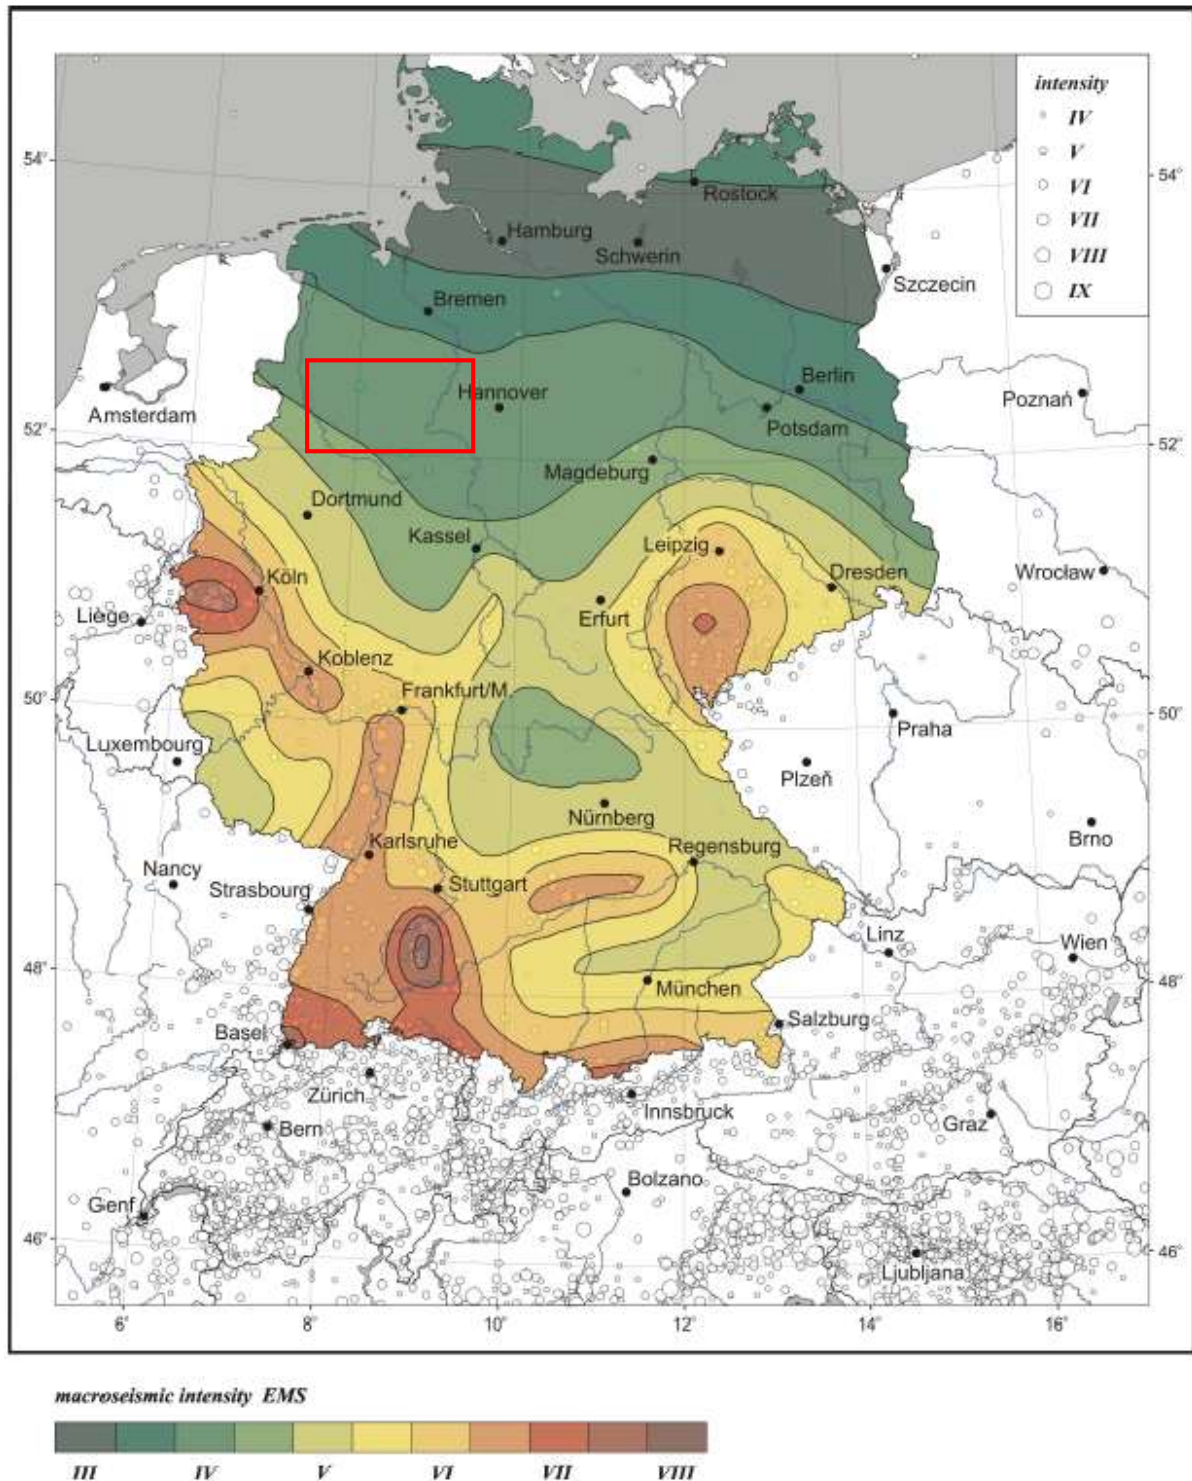 intensity
IV
V
VI
VII
VIII
IX
54°
54°
Rostock
Hamburg
Schwerin
Szczecin
Bremen
Berlin
Hannover
Poznań
Amsterdam
Potsdam
52°
52°
Magdeburg
Dortmund
Kassel
Leipzig
Dresden
Wrocław
Köln
Liège
Erfurt
Koblenz
Frankfurt/M.
50°
50°
Praha
Luxembourg
Plzeň
Nürnberg
Brno
Karlsruhe
Regensburg
Nancy
Stuttgart
Strasbourg
Linz
Wien
48°
48°
München
Salzburg
Basel
Zürich
Innsbruck
Graz
Bern
Bolzano
Genf
46°
46°
Ljubljana
6°
8°
10°
12°
14°
16°
macroseismic intensity EMS
III IV V VI VII VIII